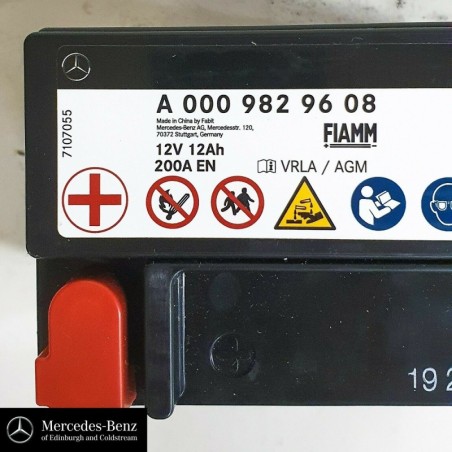 A 000 982 96 08
Made in China by Fabit
Mercedes-Benz AG, Mercedesstr. 120,
70372 Stuttgart, Germany
12V 12Ah
200A EN
FIAMM
VRLA / AGM
7107055
19 2
Mercedes-Benz
of Edinburgh and Coldstream